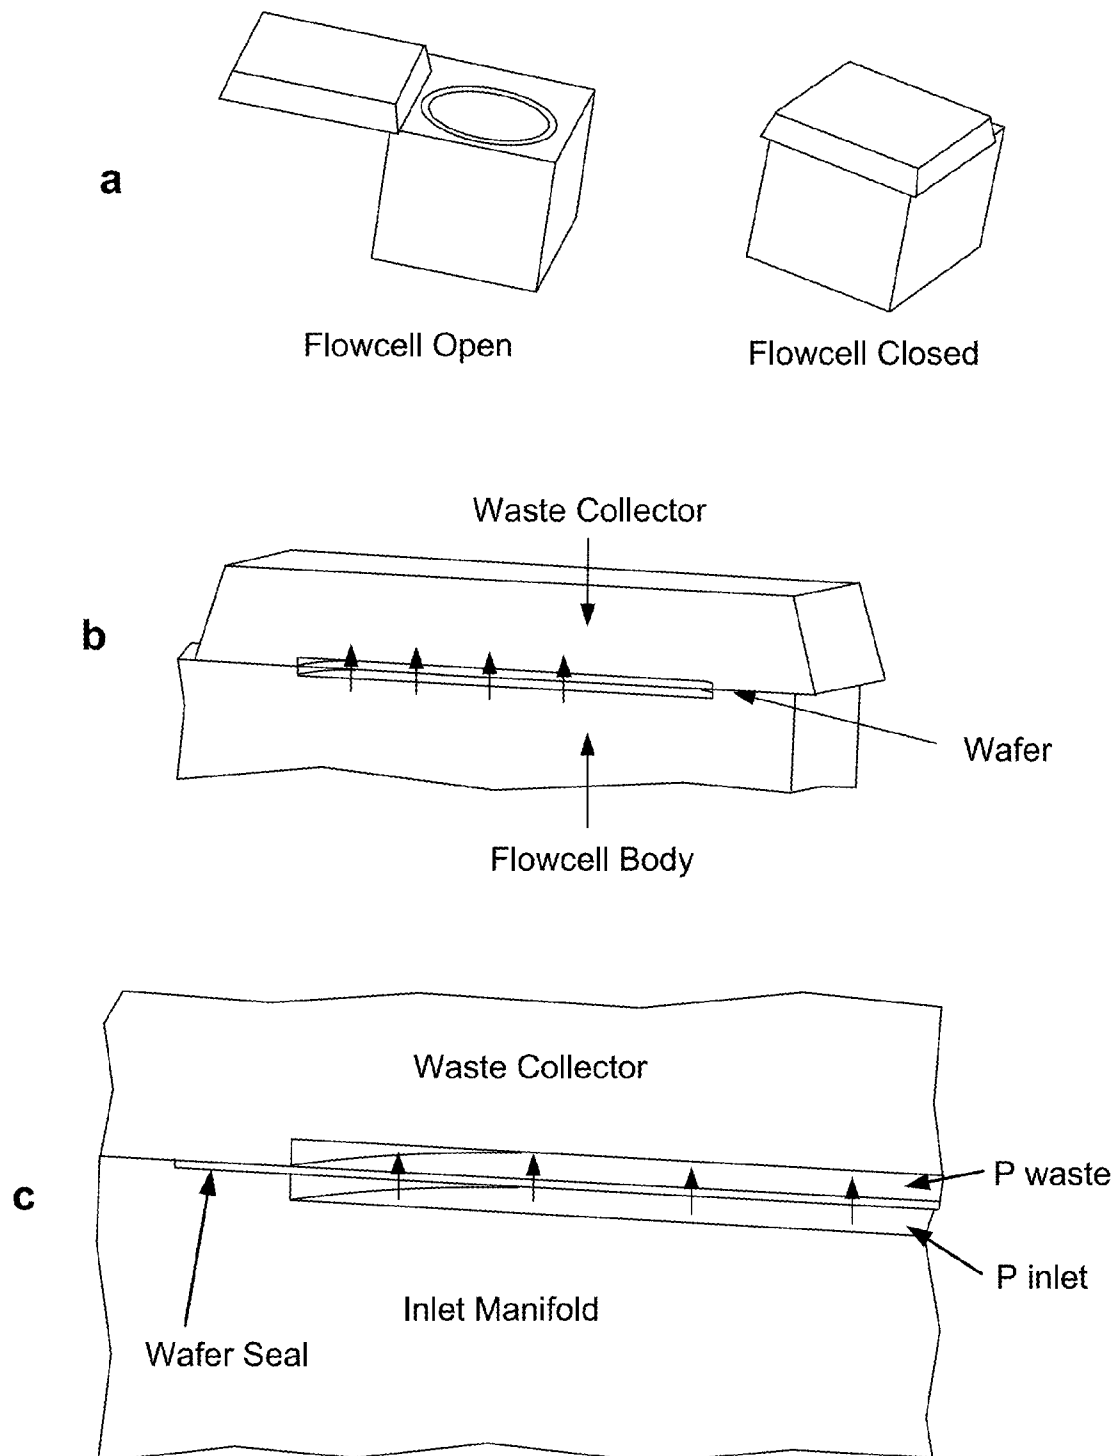 a
Flowcell Open
Flowcell Closed
Waste Collector
b
Wafer
Flowcell Body
Waste Collector
P waste
c
P inlet
Inlet Manifold
Wafer Seal